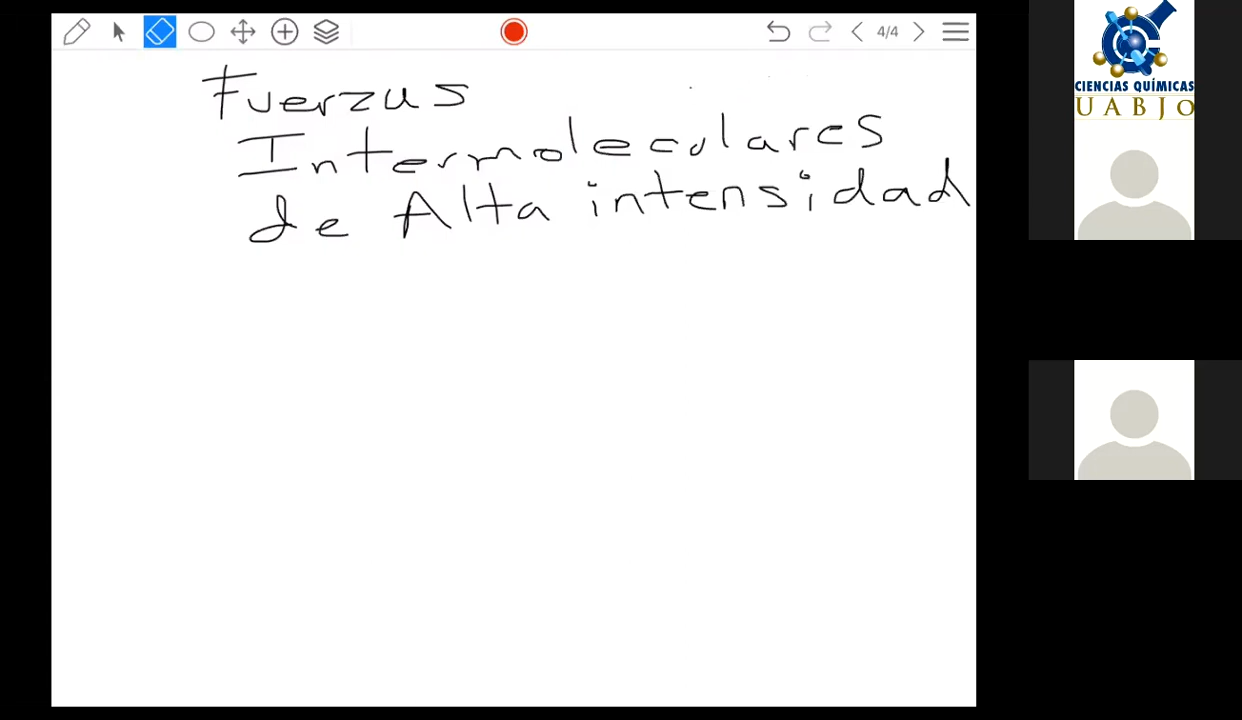 4/4
Fuerzas
Intermoleculares
de Alta intensidad
CIENCIAS QUÍMICAS
UABJO